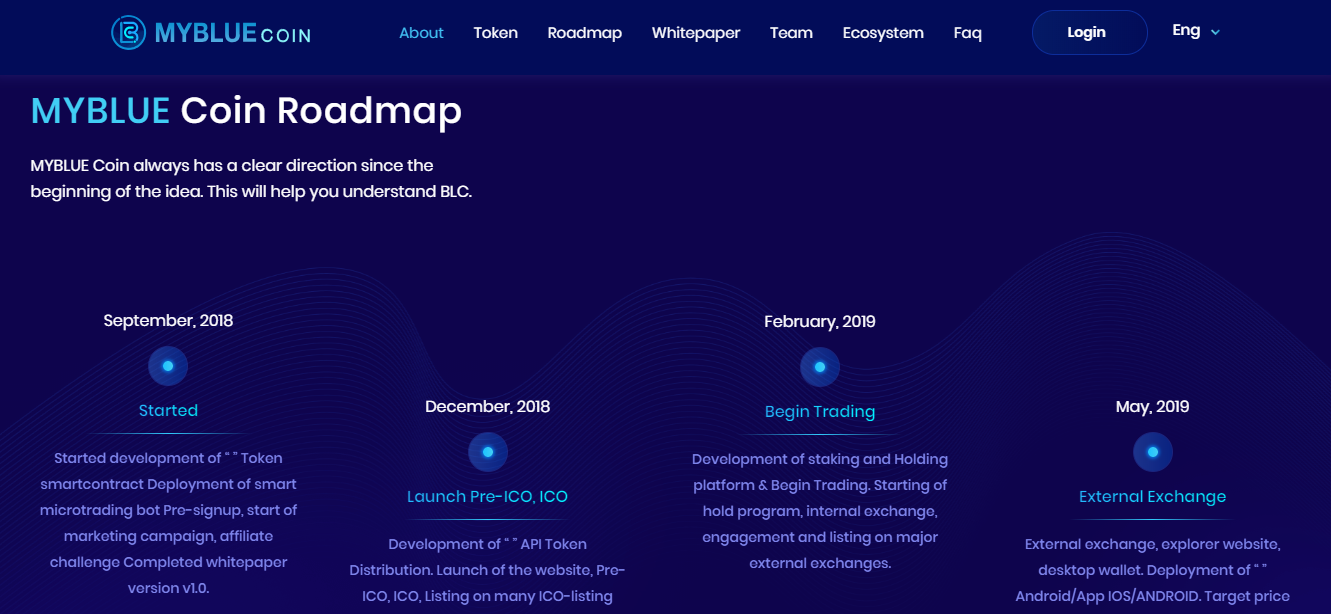 MYBLUE COIN
About Token Roadmap Whitepaper Team Ecosystem Faq Login Eng
MYBLUE Coin Roadmap
MYBLUE Coin always has a clear direction since the
beginning of the idea. This will help you understand BLC.
September, 2018
Started
Started development of “ ” Token
smartcontract Deployment of smart
microtrading bot Pre-signup, start of
marketing campaign, affiliate
challenge Completed whitepaper
version v1.0.
December, 2018
Launch Pre-ICO, ICO
Development of “ ” API Token
Distribution. Launch of the website, Pre-
ICO, ICO, Listing on many ICO-listing
February, 2019
Begin Trading
Development of staking and Holding
platform & Begin Trading. Starting of
hold program, internal exchange,
engagement and listing on major
external exchanges.
May, 2019
External Exchange
External exchange, explorer website,
desktop wallet. Deployment of “ ”
Android/App IOS/ANDROID. Target price